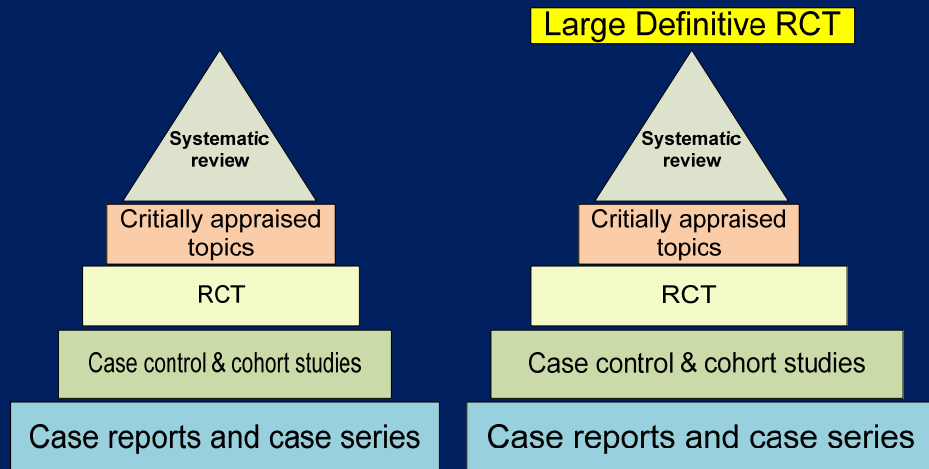 Systematic
review
Critially appraised
topics
RCT
Case control & cohort studies
Case reports and case series
Large Definitive RCT
Systematic
review
Critially appraised
topics
RCT
Case control & cohort studies
Case reports and case series